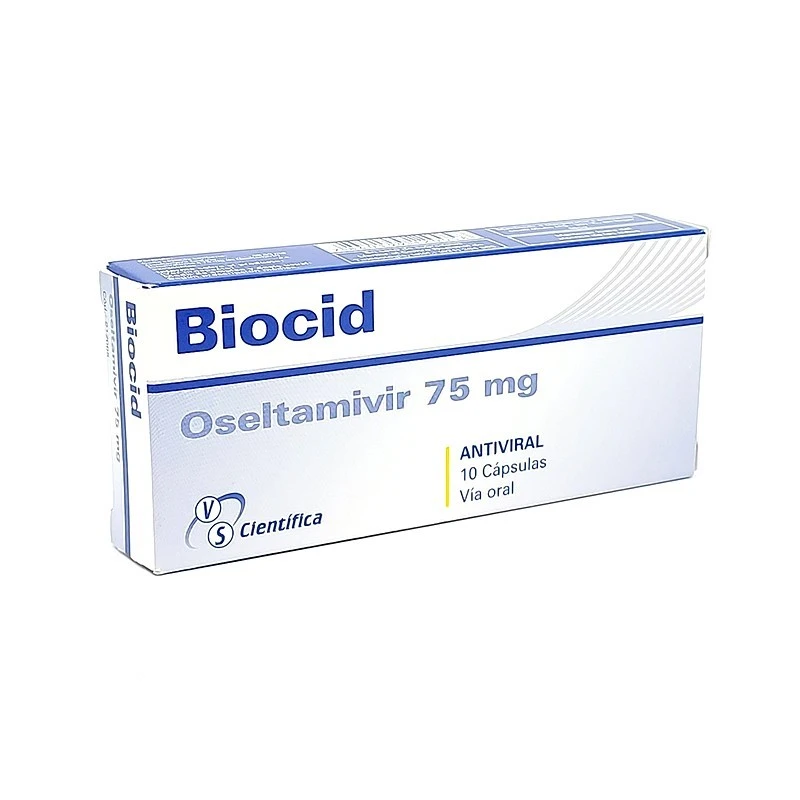 Biocid
Oseltamivir 75 mg
ANTIVIRAL
10 Cápsulas
Vía oral
VS Científica
Biocid
Oseltamivir 75 mg